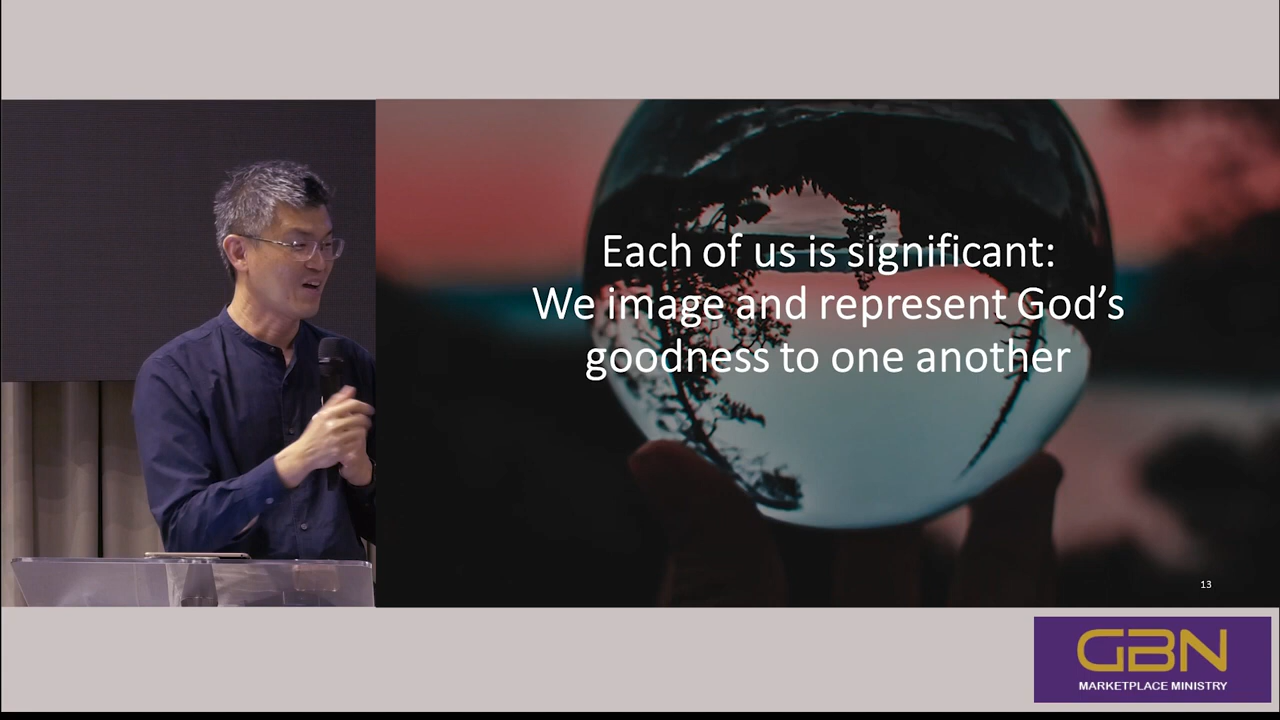 Each of us is significant:
We image and represent God’s
goodness to one another
13
GBN
MARKETPLACE MINISTRY